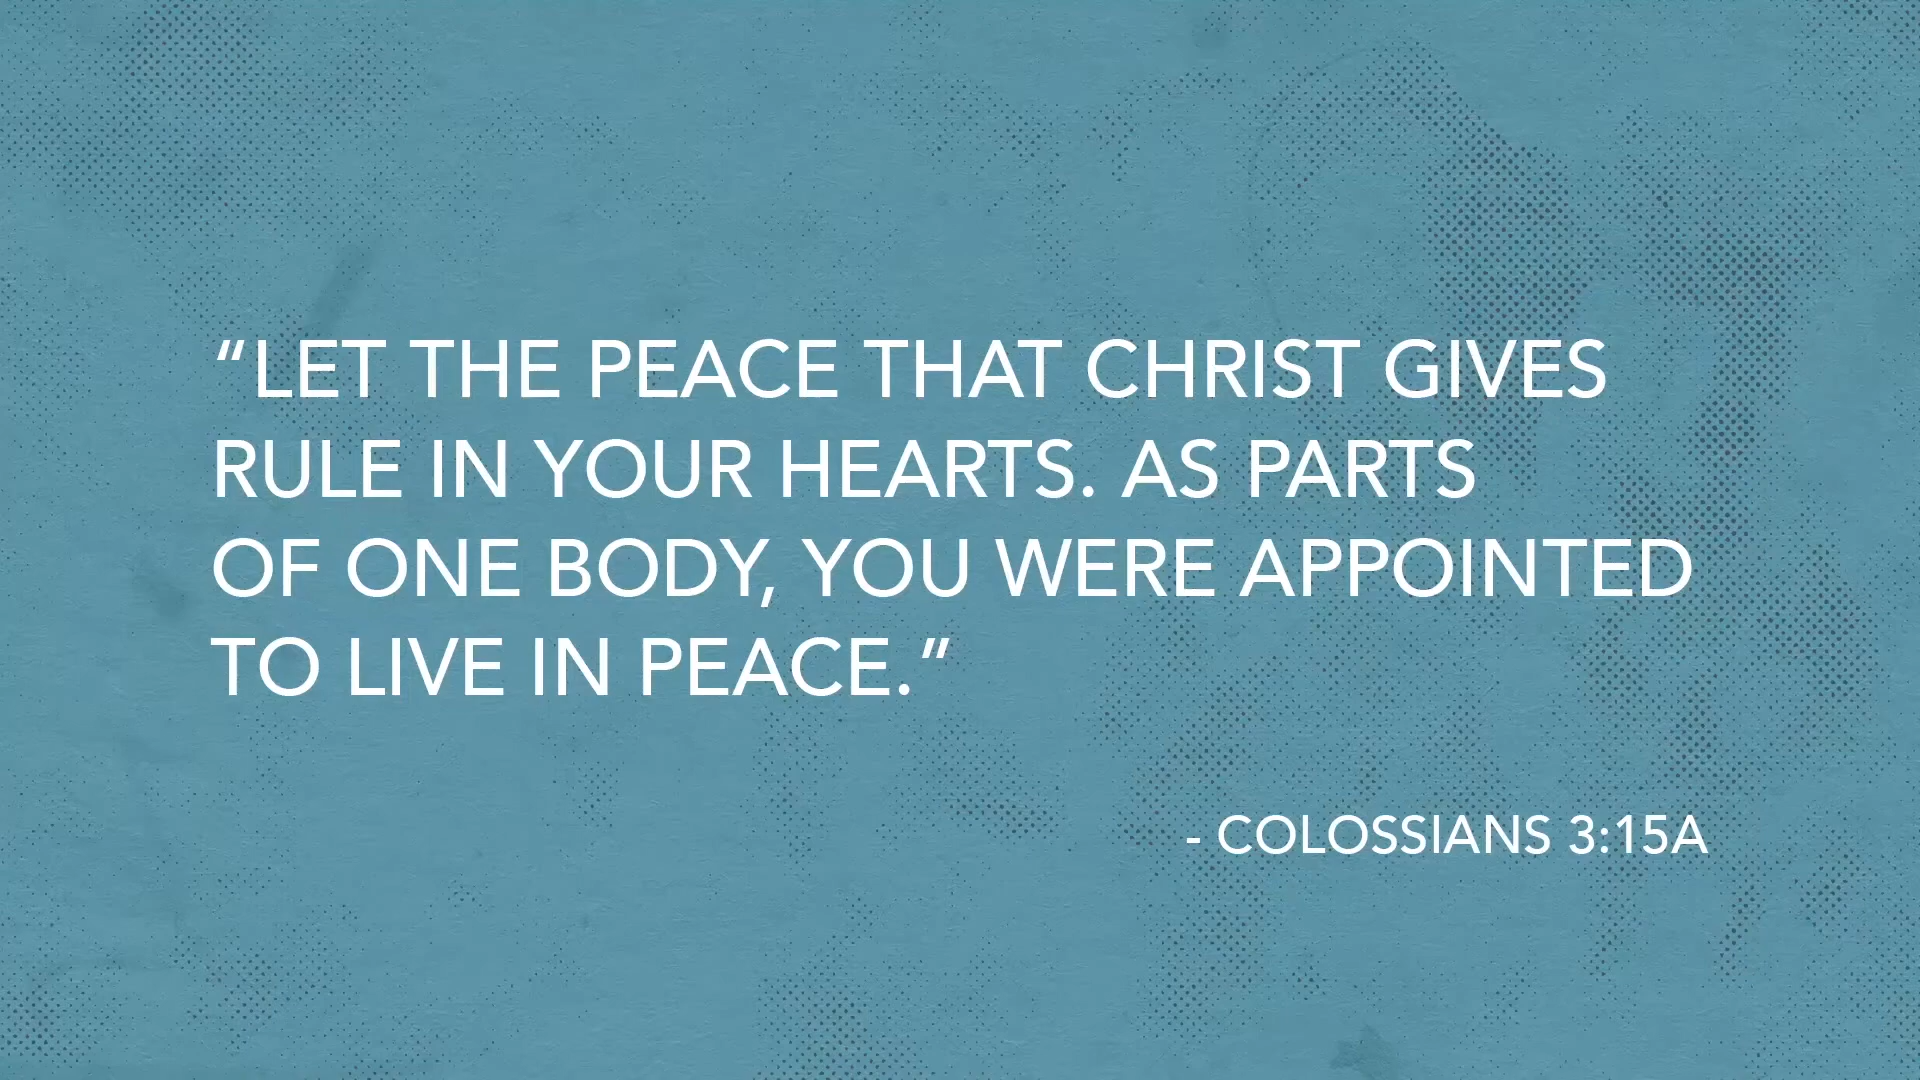 “LET THE PEACE THAT CHRIST GIVES
RULE IN YOUR HEARTS. AS PARTS
OF ONE BODY, YOU WERE APPOINTED
TO LIVE IN PEACE.”
- COLOSSIANS 3:15A